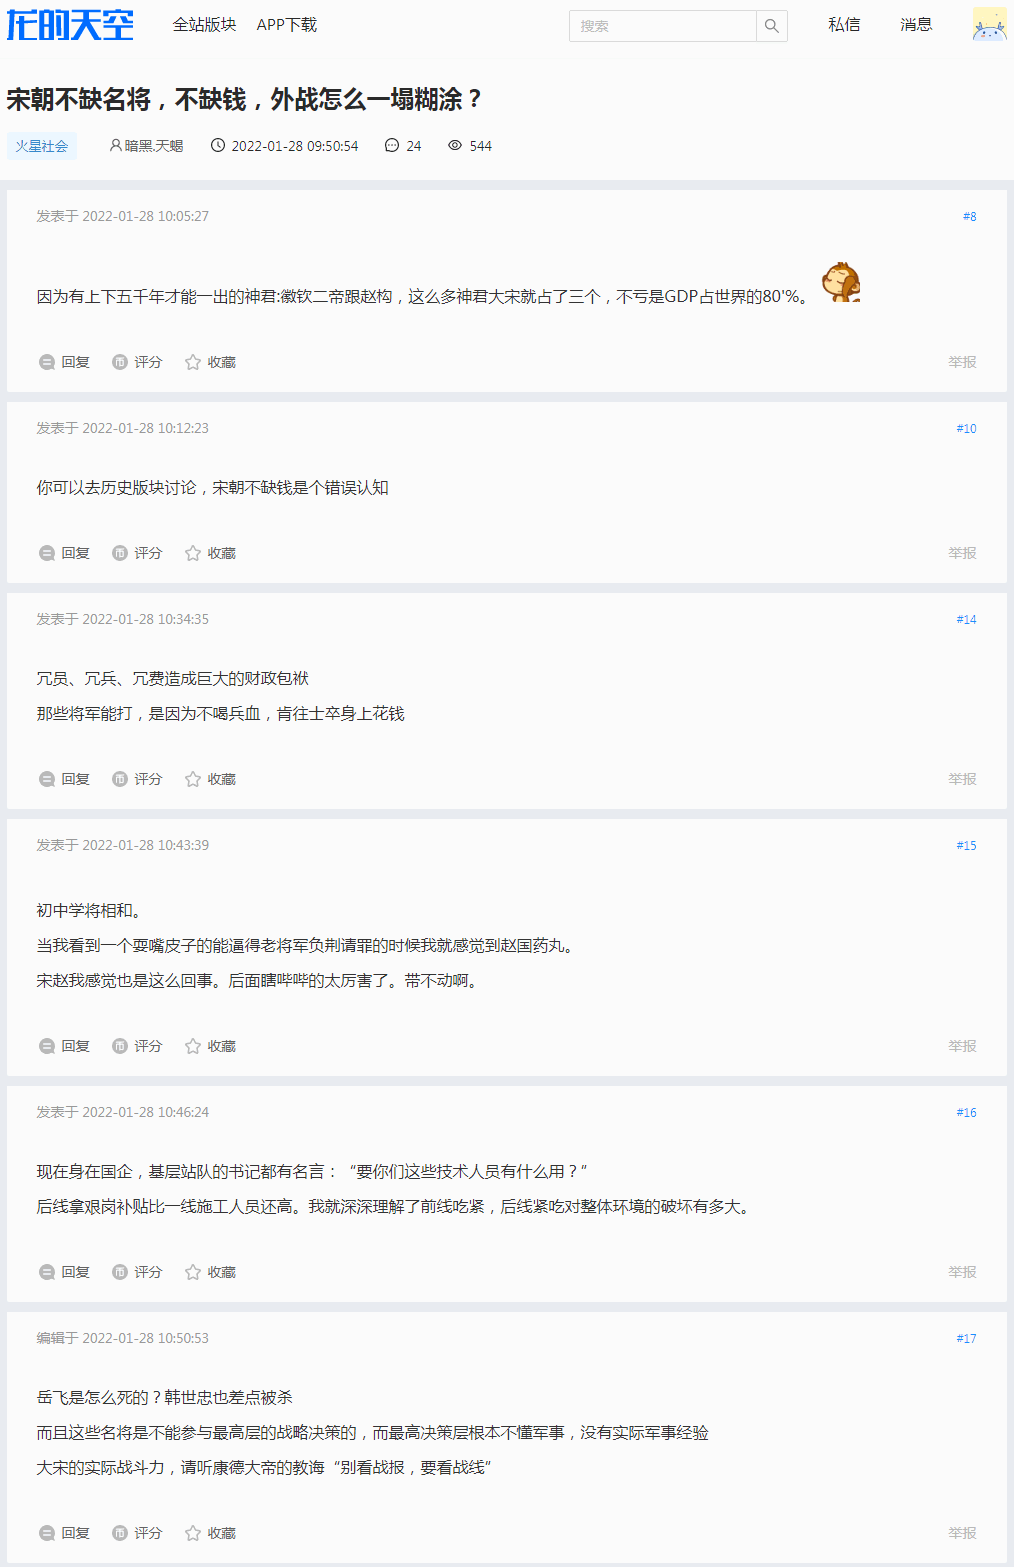 龙的天空 全站版块 APP下载 搜索 私信 消息
宋朝不缺名将，不缺钱，外战怎么一塌糊涂？
火星社会 暗黑.天蝎 2022-01-28 09:50:54 24 544
发表于 2022-01-28 10:05:27 #8
因为有上下五千年才能一出的神君:徽钦二帝跟赵构，这么多神君大宋就占了三个，不亏是GDP占世界的80'%。
回复 评分 收藏 举报
发表于 2022-01-28 10:12:23 #10
你可以去历史版块讨论，宋朝不缺钱是个错误认知
回复 评分 收藏 举报
发表于 2022-01-28 10:34:35 #14
冗员、冗兵、冗费造成巨大的财政包袱
那些将军能打，是因为不喝兵血，肯往士卒身上花钱
回复 评分 收藏 举报
发表于 2022-01-28 10:43:39 #15
初中学将相和。
当我看到一个耍嘴皮子的能逼得老将军负荆请罪的时候我就感觉到赵国药丸。
宋赵我感觉也是这么回事。后面瞎哔哔的太厉害了。带不动啊。
回复 评分 收藏 举报
发表于 2022-01-28 10:46:24 #16
现在身在国企，基层站队的书记都有名言：“要你们这些技术人员有什么用？”
后线拿艰岗补贴比一线施工人员还高。我就深深理解了前线吃紧，后线紧吃对整体环境的破坏有多大。
回复 评分 收藏 举报
编辑于 2022-01-28 10:50:53 #17
岳飞是怎么死的？韩世忠也差点被杀
而且这些名将是不能参与最高层的战略决策的，而最高决策层根本不懂军事，没有实际军事经验
大宋的实际战斗力，请听康德大帝的教诲“别看战报，要看战线”
回复 评分 收藏 举报